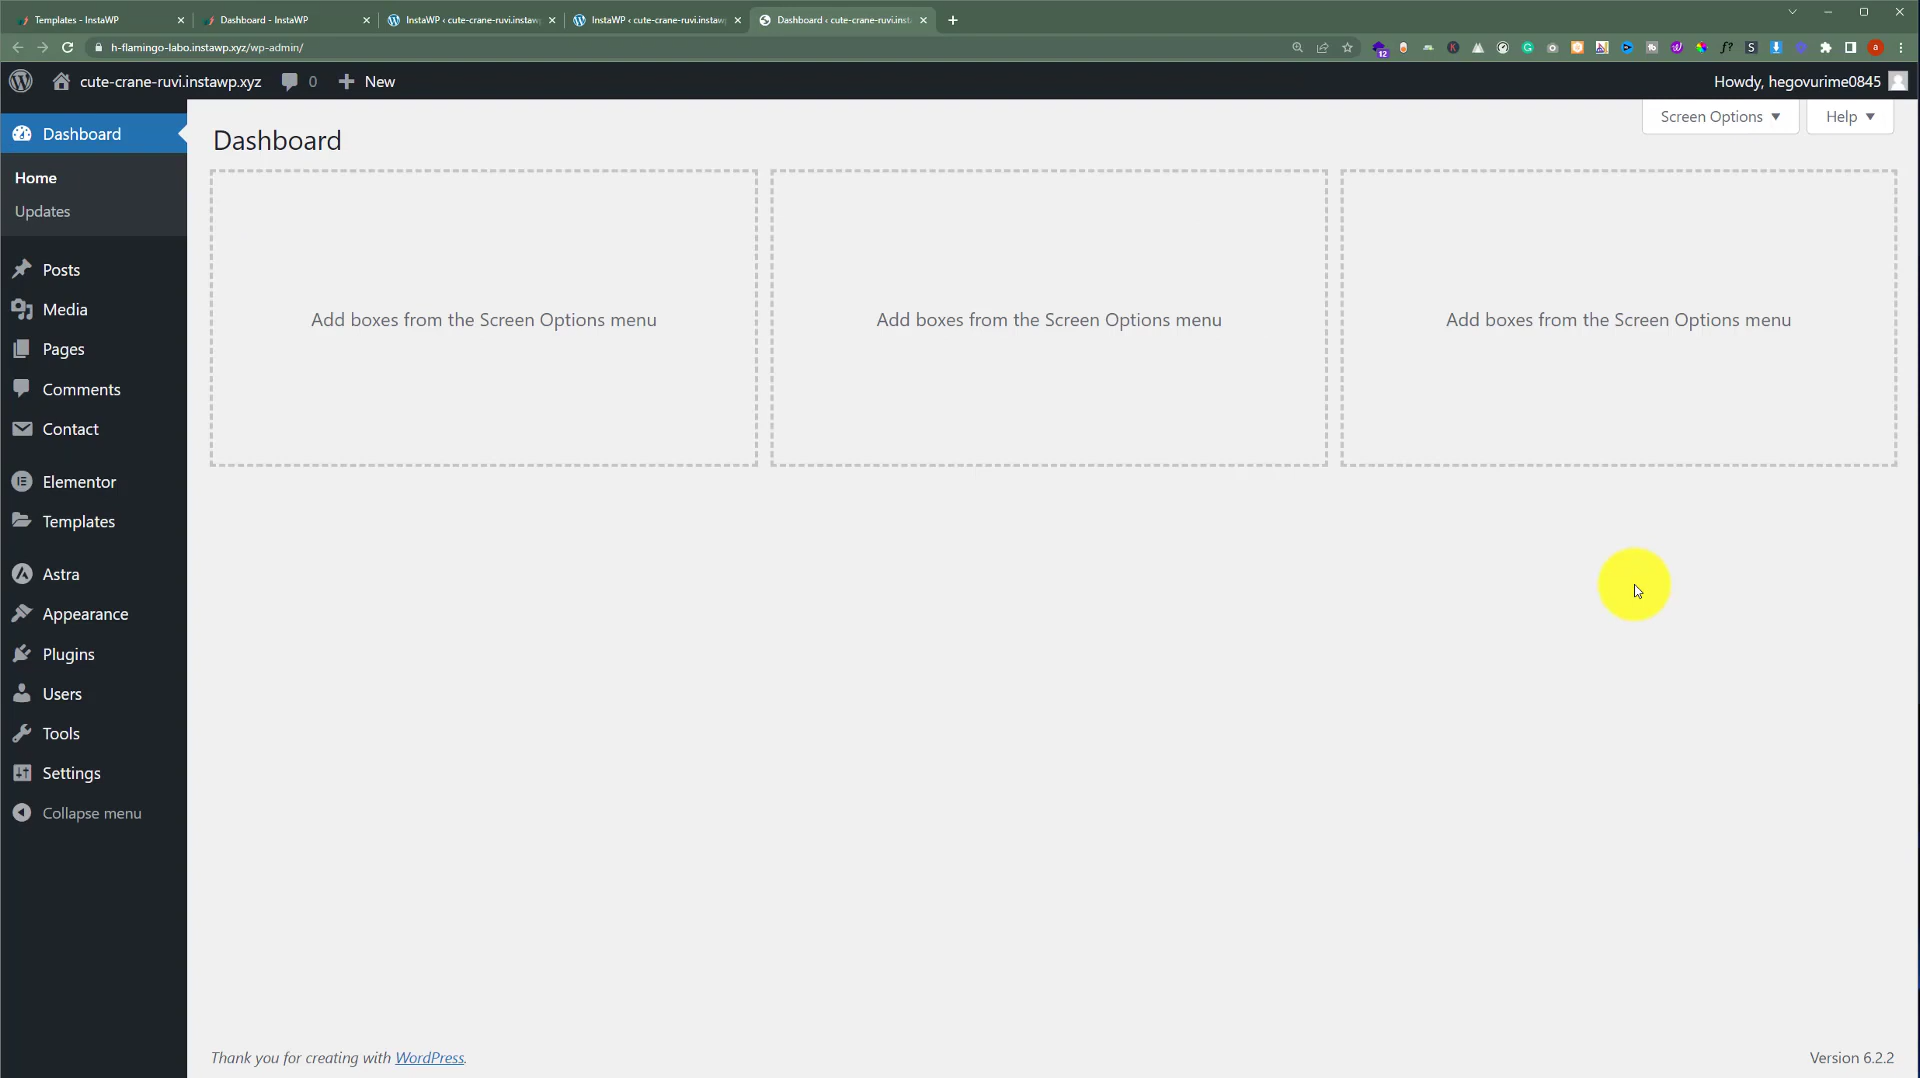 Templates - InstaWP
Dashboard - InstaWP
InstaWP ‹ cute-crane-ruvi.instawp
InstaWP ‹ cute-crane-ruvi.instaw
Dashboard ‹ cute-crane-ruvi.inst
h-flamingo-labo.instawp.xyz/wp-admin/
12
cute-crane-ruvi.instawp.xyz
0
New
Howdy, hegovurime0845
Screen Options
Help
Dashboard
Dashboard
Home
Updates
Posts
Media
Pages
Comments
Contact
Elementor
Templates
Astra
Appearance
Plugins
Users
Tools
Settings
Collapse menu
Add boxes from the Screen Options menu
Add boxes from the Screen Options menu
Add boxes from the Screen Options menu
Thank you for creating with WordPress.
Version 6.2.2